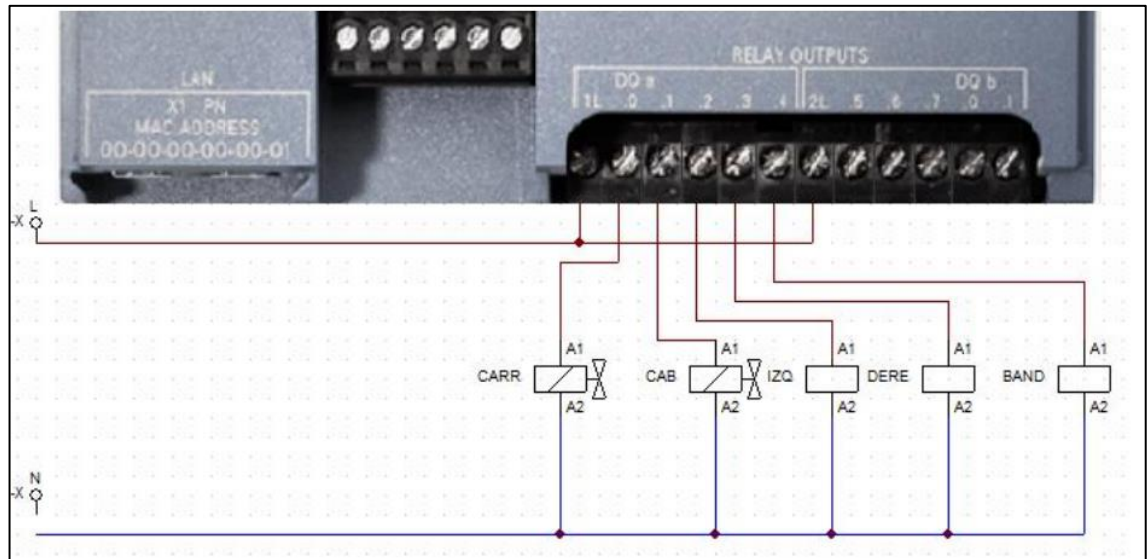 RELAY OUTPUTS
LAN
DQ a
DQ b
1L .0 .1 .2 .3 .4 2L .5 .6 .7 .0 .1
X1 PN
MAC ADDRESS
00-00-00-00-00-01
-X L
A1 A1 A1 A1 A1
CARR CAB IZQ DERE BAND
A2 A2 A2 A2 A2
-X N